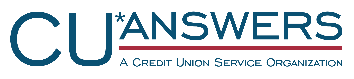 CU*ANSWERS
A CREDIT UNION SERVICE ORGANIZATION